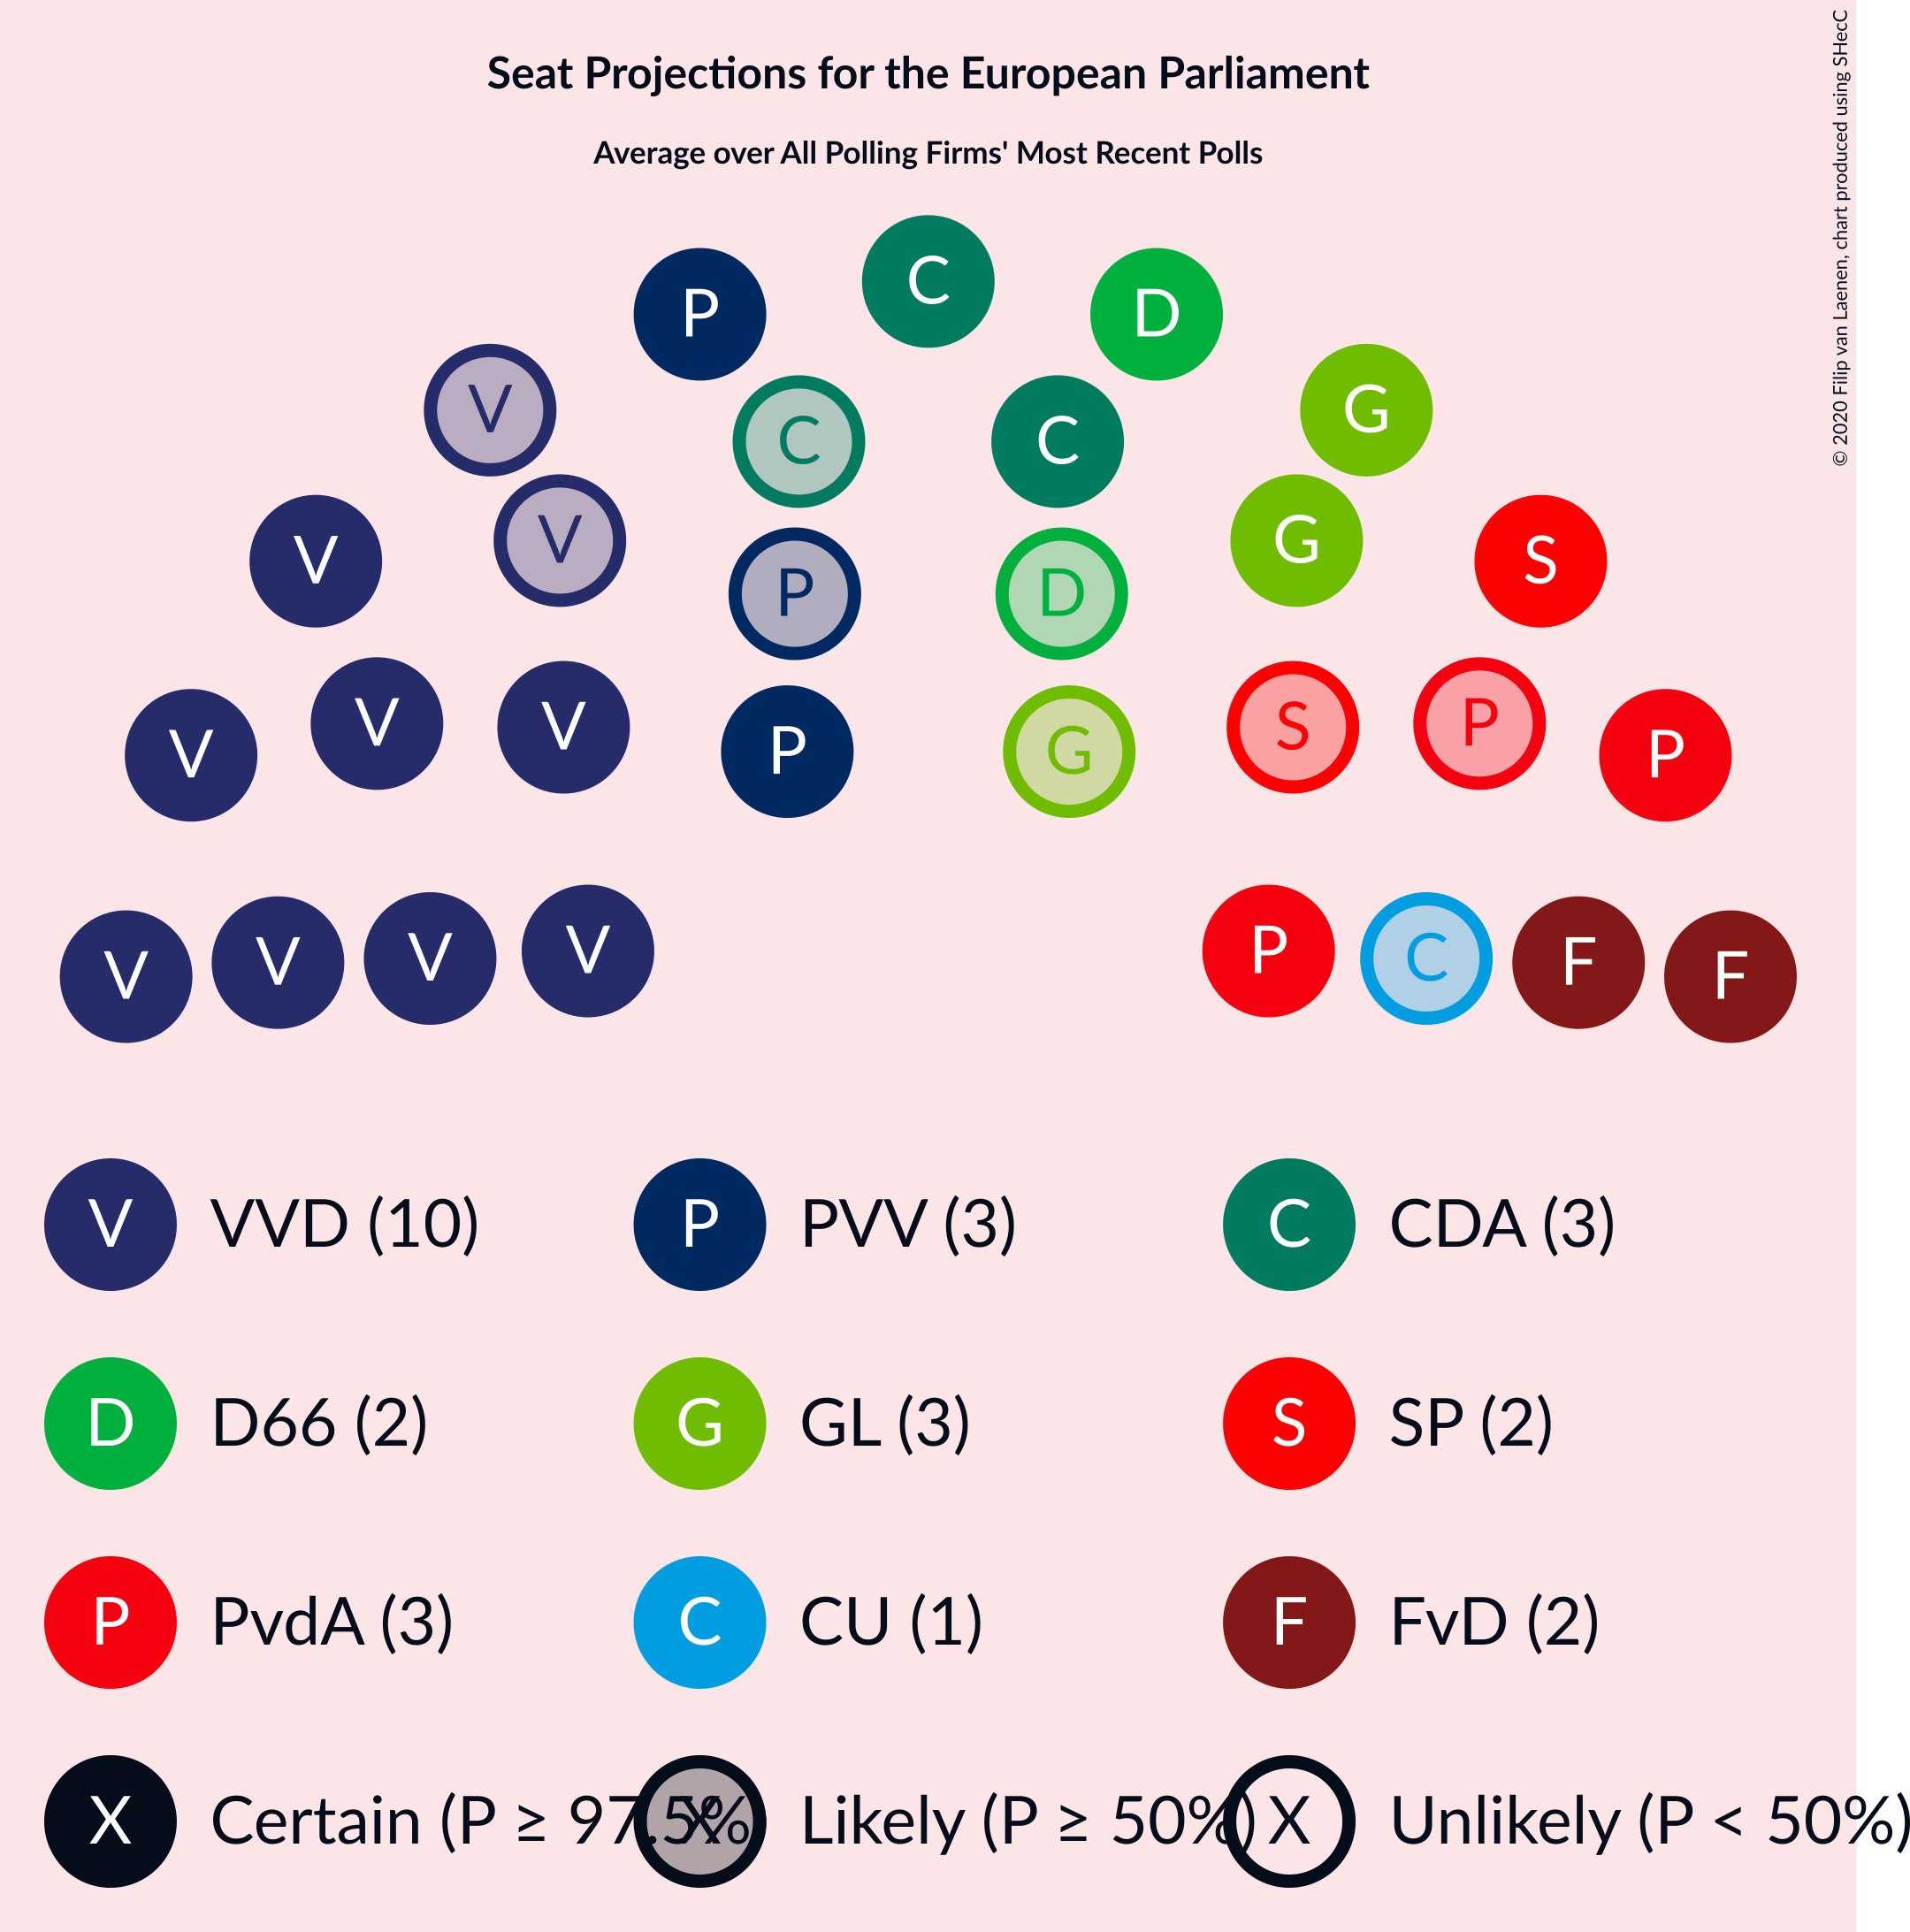 Seat Projections for the European Parliament
Average over All Polling Firms' Most Recent Polls
© 2020 Filip van Laenen, chart produced using SHecC
C
P D
V G
C C
V G
V S
P D
V V P P
V V S P
P G
V V V V P C F F
V VVD (10) P PVV (3) C CDA (3)
D D66 (2) G GL (3) S SP (2)
P PvdA (3) C CU (1) F FvD (2)
X Certain (P ≥ 97.5%) X Likely (P ≥ 50%) X Unlikely (P < 50%)